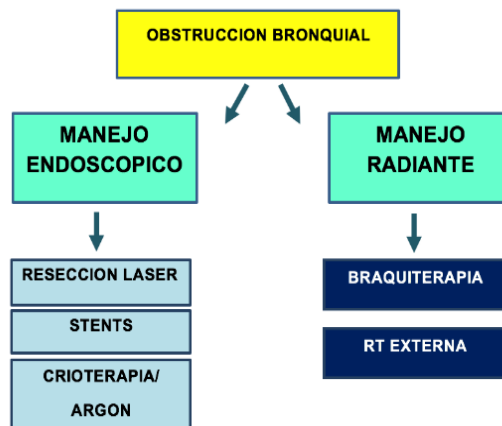 OBSTRUCCION BRONQUIAL
MANEJO
ENDOSCOPICO
RESECCION LASER
STENTS
CRIOTERAPIA/
ARGON
MANEJO
RADIANTE
BRAQUITERAPIA
RT EXTERNA